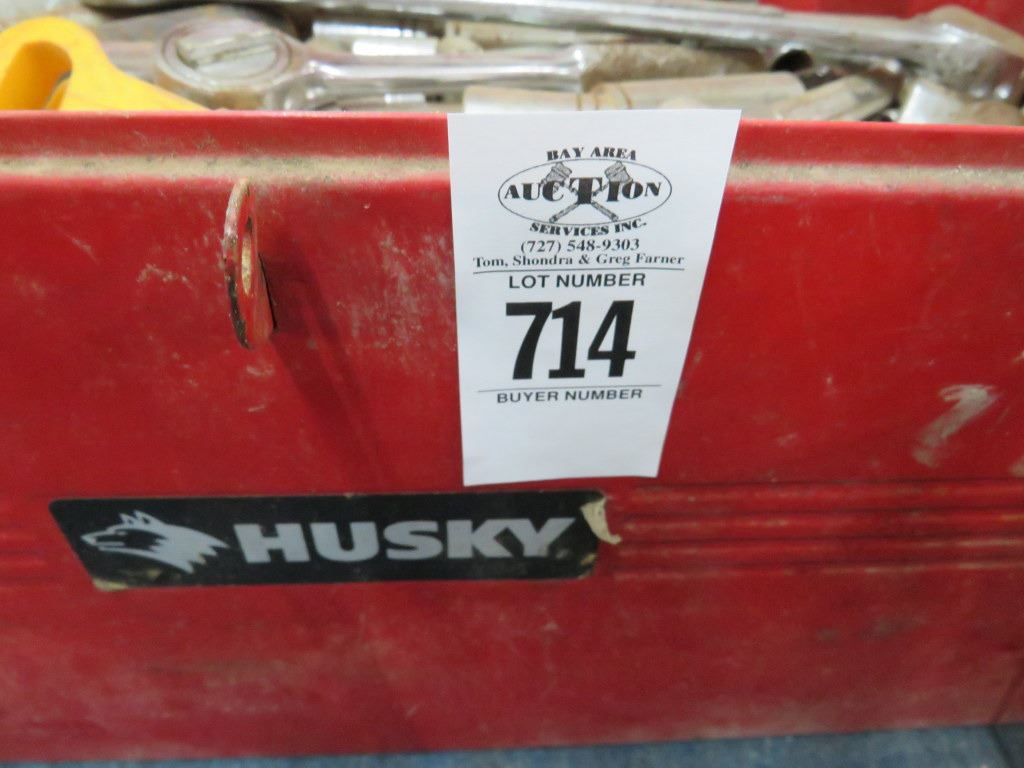 BAY AREA
AUCTION
SERVICES INC.
(727) 548-9303
Tom, Shondra & Greg Farner
LOT NUMBER
714
BUYER NUMBER
HUSKY